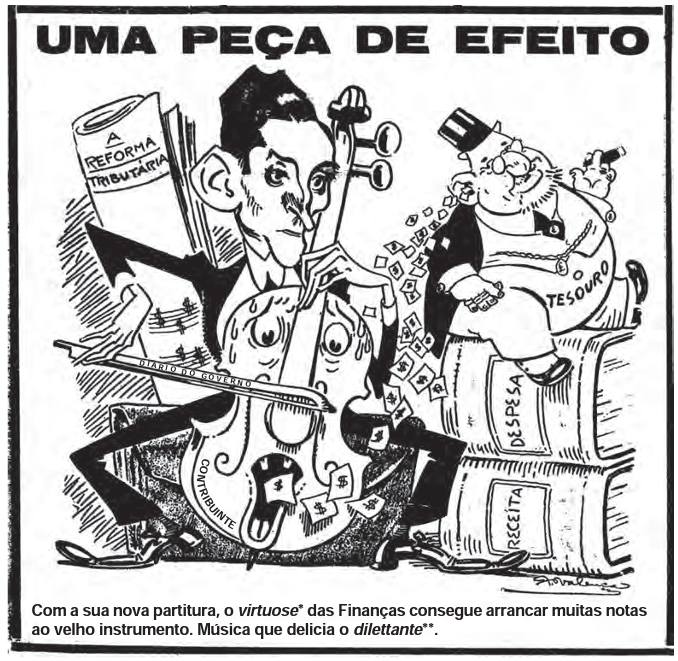 UMA PEÇA DE EFEITO
A
REFORMA
TRIBUTÁRIA
O
TESOURO
DIARIO DO GOVERNO
DESPESA
CONTRIBUINTE
RECEITA
Com a sua nova partitura, o virtuose* das Finanças consegue arrancar muitas notas
ao velho instrumento. Música que delicia o dilettante**.